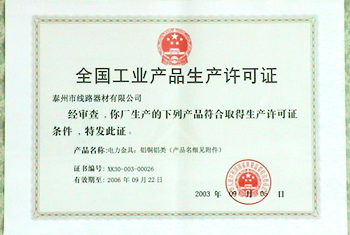 全国工业产品生产许可证
泰州市线路器材有限公司
经审查，你厂生产的下列产品符合取得生产许可证
条件，特发此证。
产品名称：电力金具：铝铜铝类（产品名细见附件）
证书编号：XK30-003-00026
有效期至：2006 年 09 月 22 日
2003 年 09 月